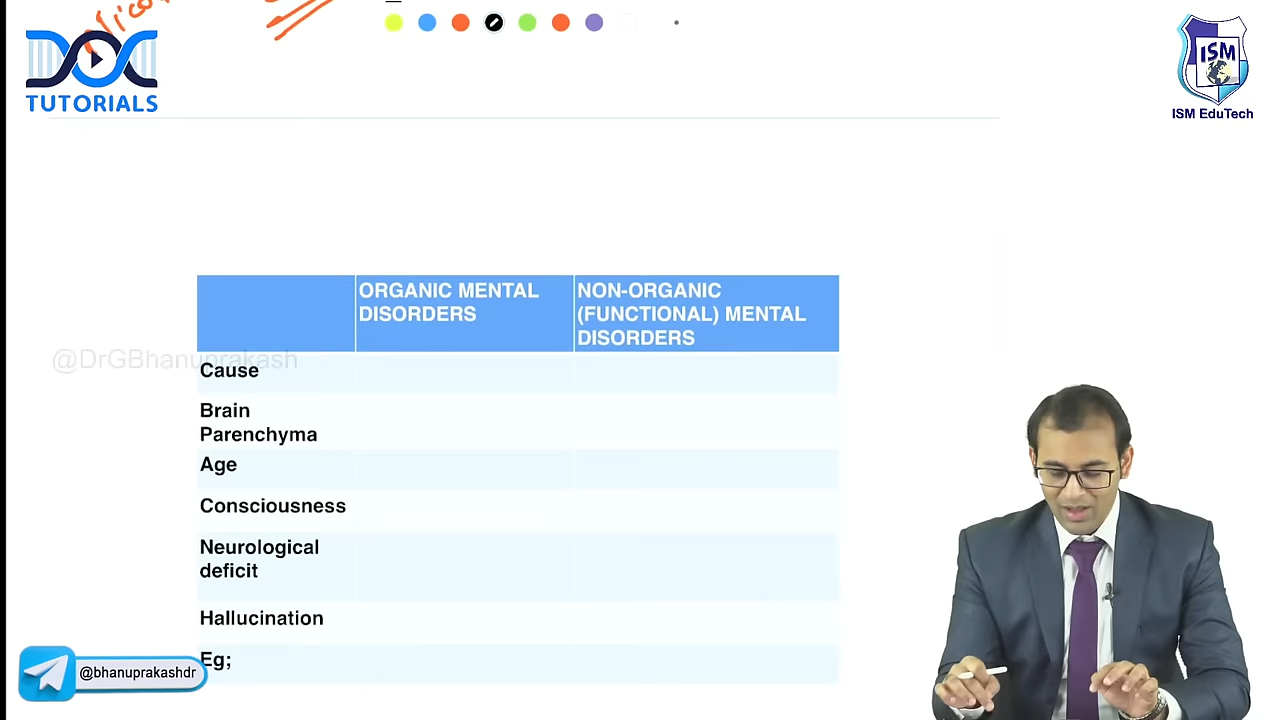 TUTORIALS
ISM
ISM EduTech
ORGANIC MENTAL
DISORDERS
NON-ORGANIC
(FUNCTIONAL) MENTAL
DISORDERS
@DrGBhanuprakash
Cause
Brain
Parenchyma
Age
Consciousness
Neurological
deficit
Hallucination
Eg;
@bhanuprakashdr